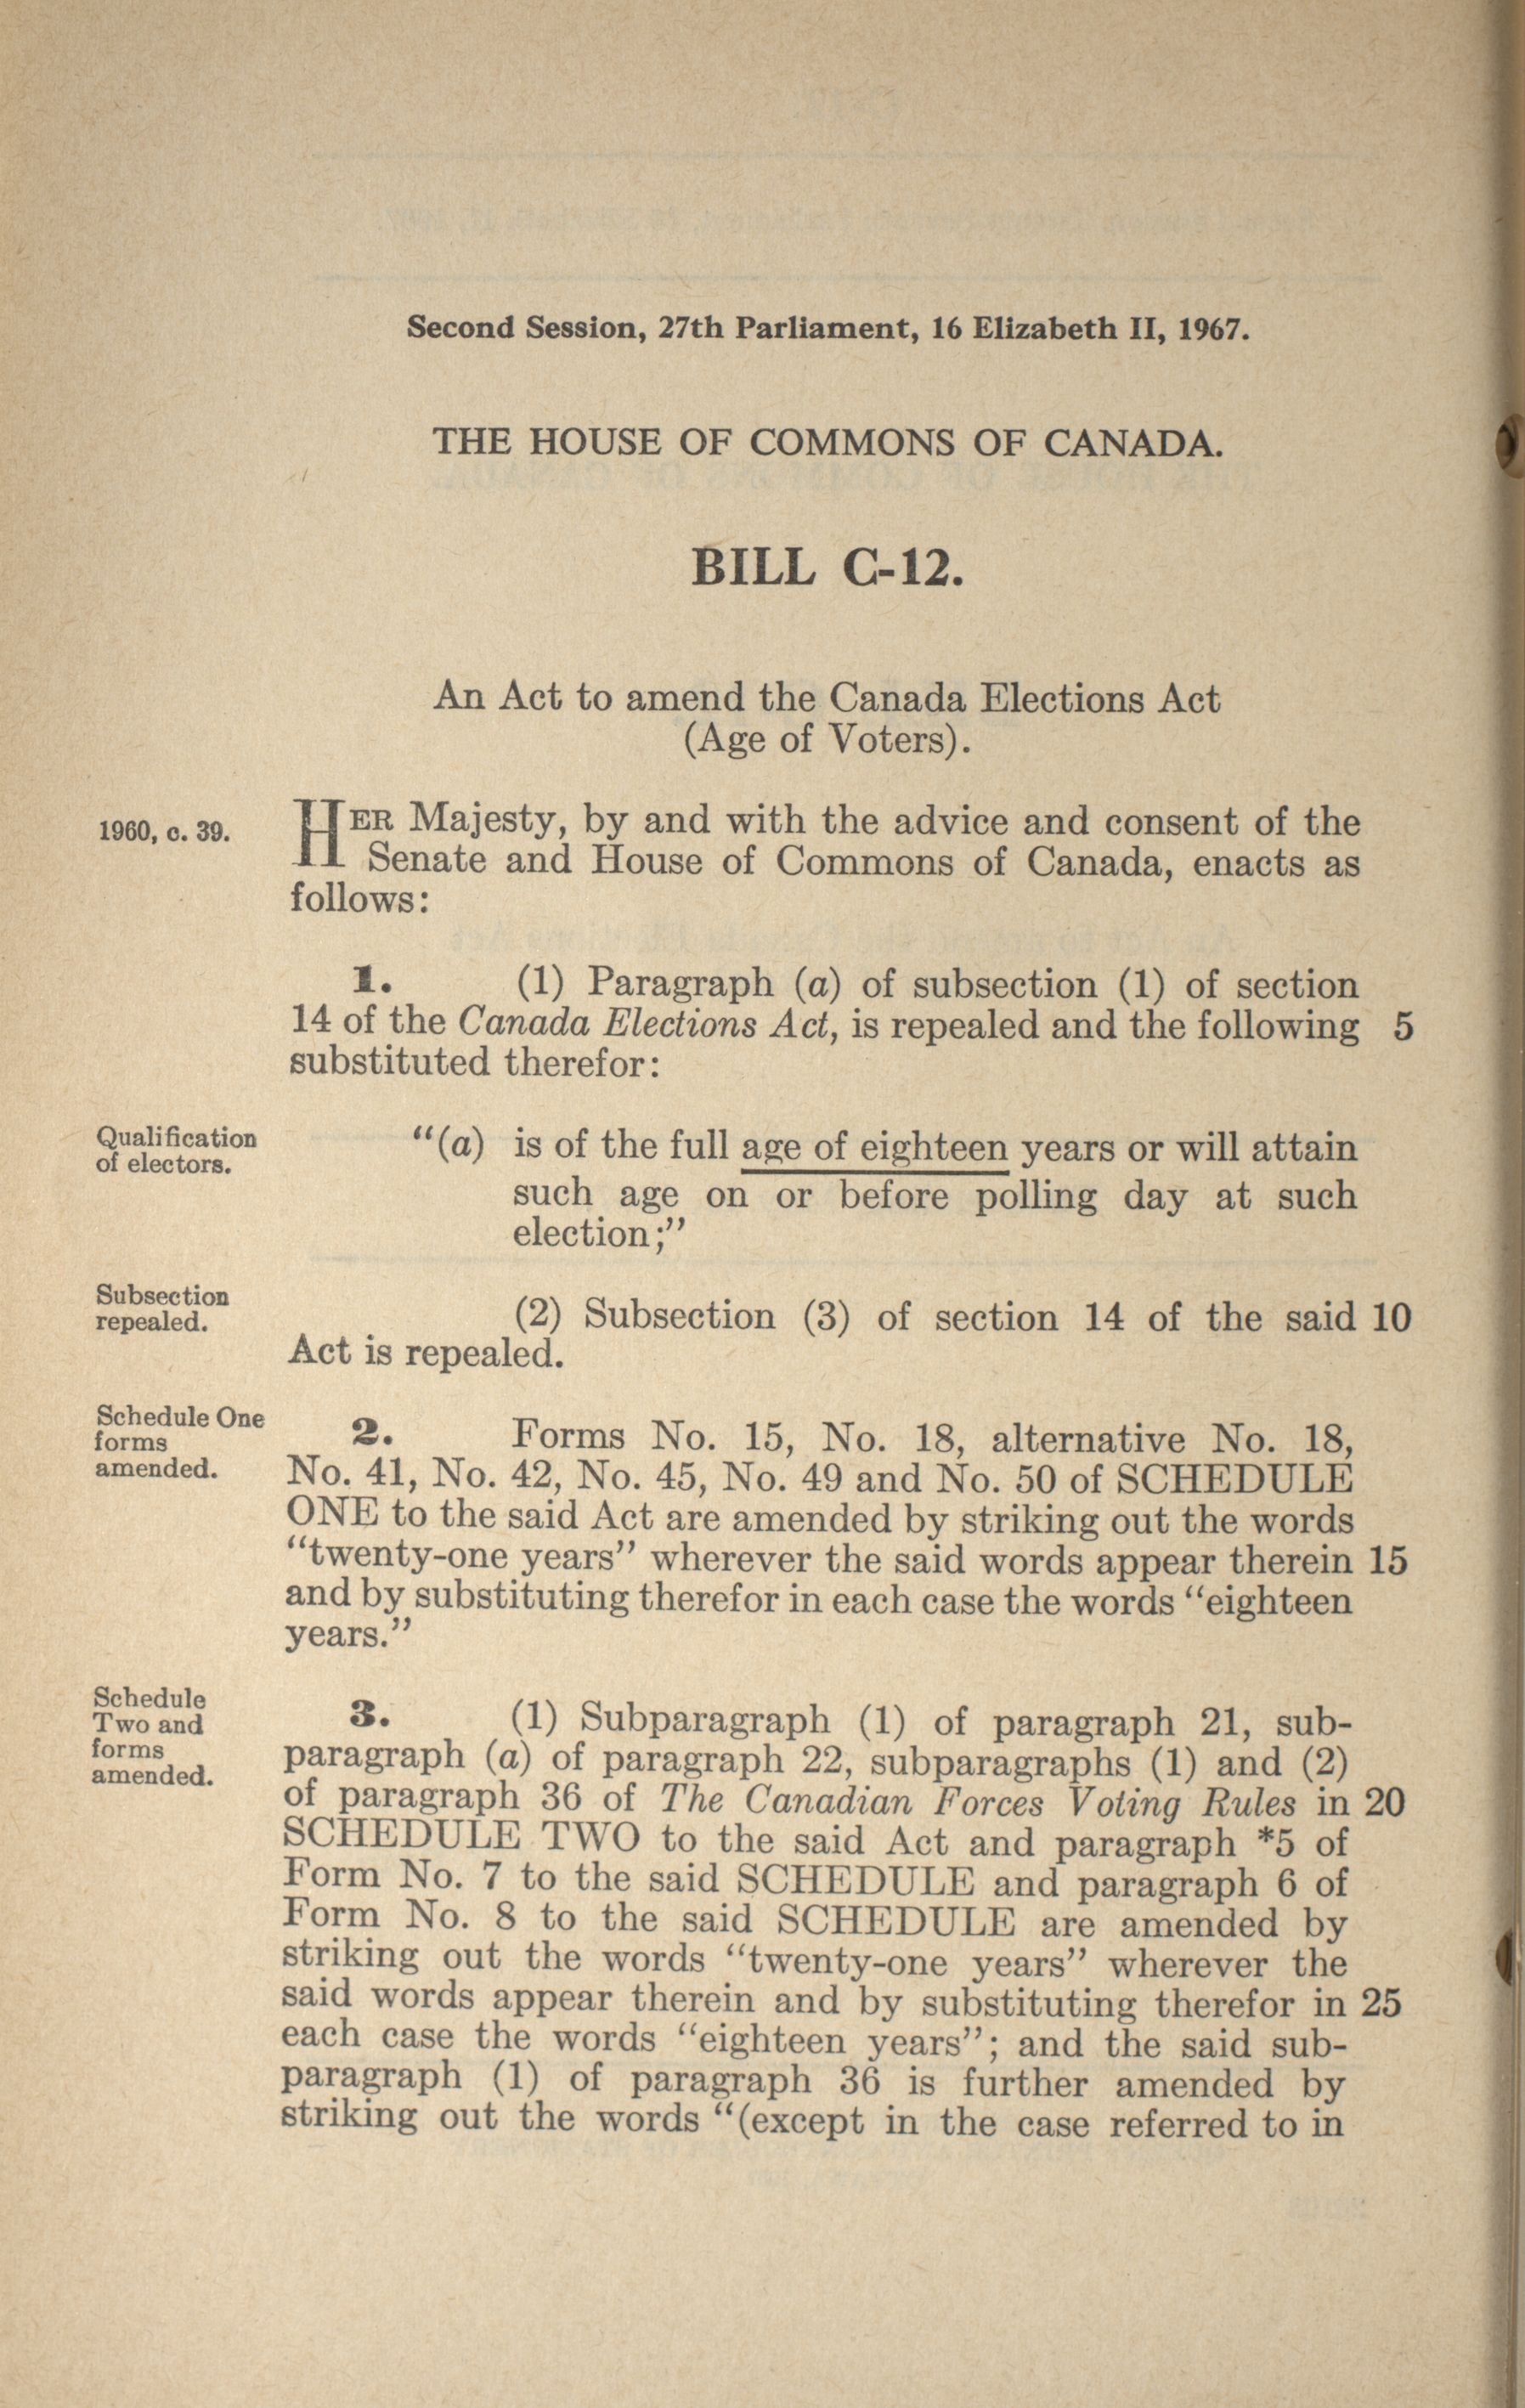 Second Session, 27th Parliament, 16 Elizabeth II, 1967.
THE HOUSE OF COMMONS OF CANADA.
BILL C-12.
An Act to amend the Canada Elections Act
(Age of Voters).
1960, c. 39.
HER Majesty, by and with the advice and consent of the
Senate and House of Commons of Canada, enacts as
follows:
1. (1) Paragraph (a) of subsection (1) of section
14 of the Canada Elections Act, is repealed and the following 5
substituted therefor:
Qualification
of electors.
“(a) is of the full age of eighteen years or will attain
such age on or before polling day at such
election;”
Subsection
repealed.
(2) Subsection (3) of section 14 of the said 10
Act is repealed.
Schedule One
forms
amended.
2. Forms No. 15, No. 18, alternative No. 18,
No. 41, No. 42, No. 45, No. 49 and No. 50 of SCHEDULE
ONE to the said Act are amended by striking out the words
“twenty-one years” wherever the said words appear therein 15
and by substituting therefor in each case the words “eighteen
years.”
Schedule
Two and
forms
amended.
3. (1) Subparagraph (1) of paragraph 21, sub-
paragraph (a) of paragraph 22, subparagraphs (1) and (2)
of paragraph 36 of The Canadian Forces Voting Rules in 20
SCHEDULE TWO to the said Act and paragraph *5 of
Form No. 7 to the said SCHEDULE and paragraph 6 of
Form No. 8 to the said SCHEDULE are amended by
striking out the words “twenty-one years” wherever the
said words appear therein and by substituting therefor in 25
each case the words “eighteen years”; and the said sub-
paragraph (1) of paragraph 36 is further amended by
striking out the words “(except in the case referred to in